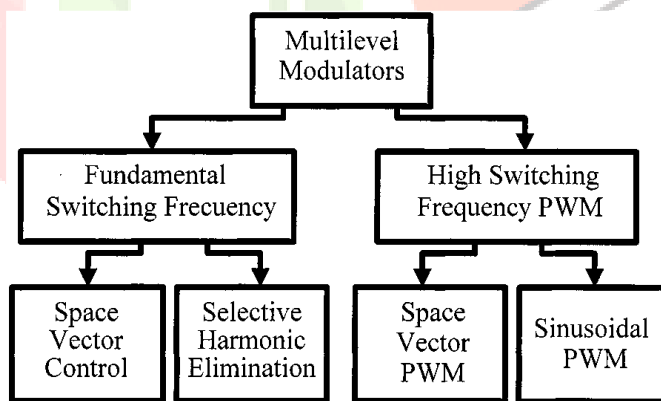 Multilevel
Modulators
Fundamental
Switching Frecuency
High Switching
Frequency PWM
Space
Vector
Control
Selective
Harmonic
Elimination
Space
Vector
PWM
Sinusoidal
PWM